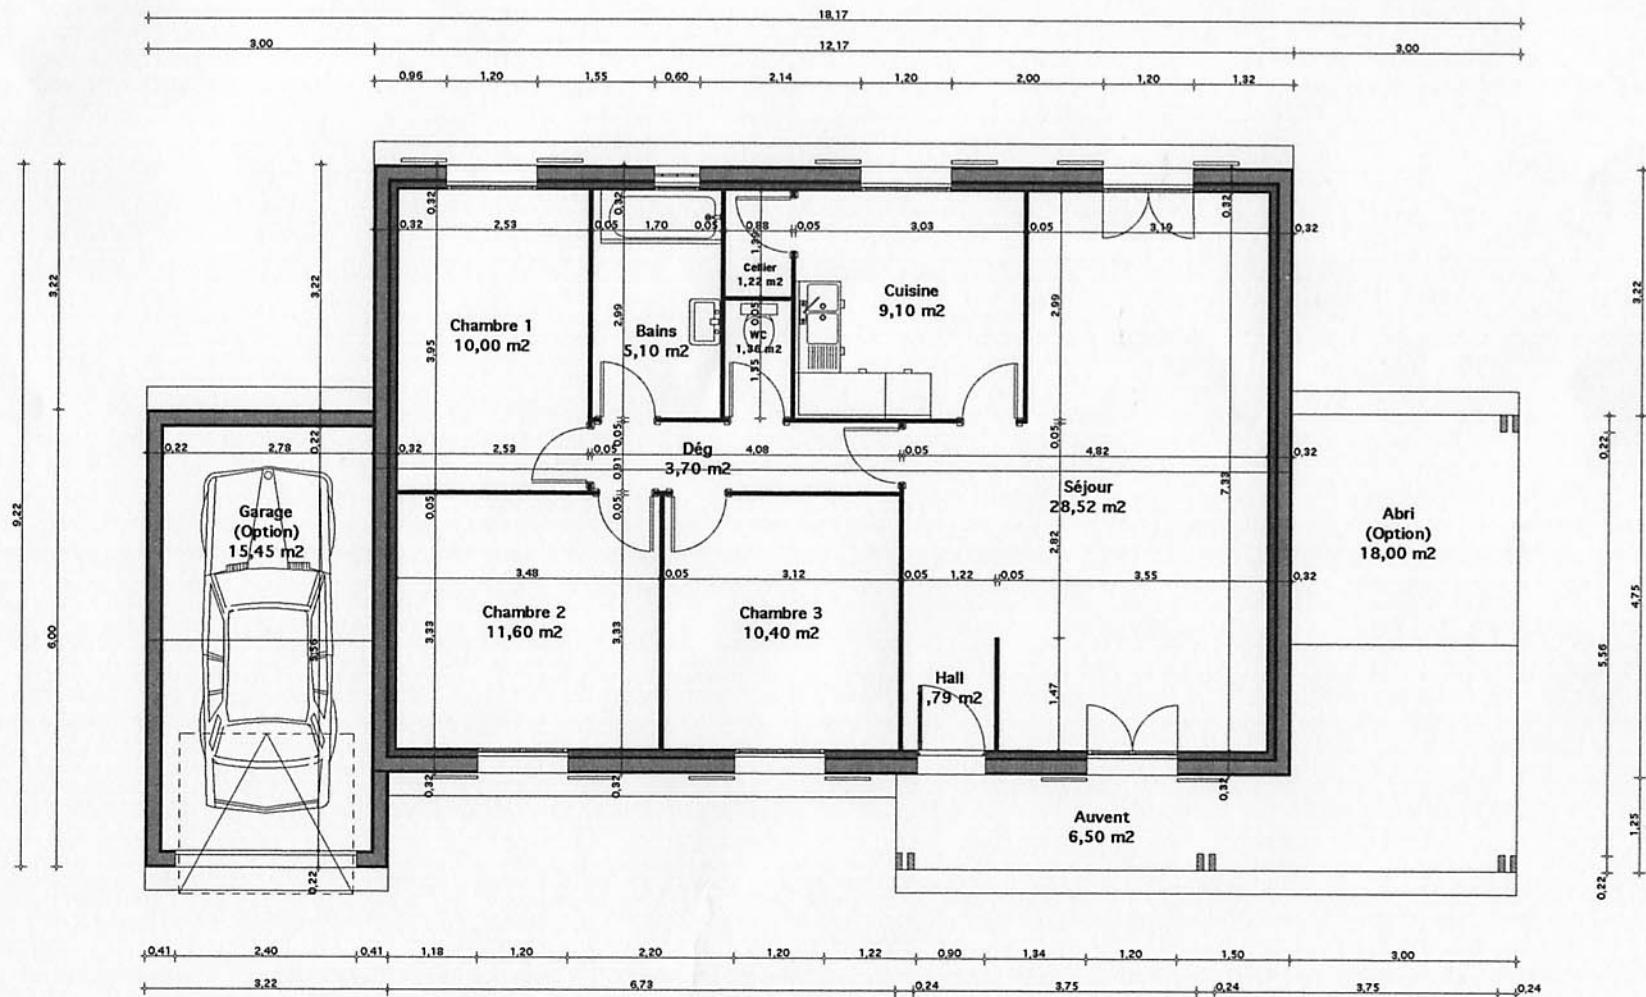 18,17
3,00 12,17 3,00
0,96 1,20 1,55 0,60 2,14 1,20 2,00 1,20 1,32
0,32 0,32 0,32
0,32 2,53 0,05 1,70 0,05 0,88 0,05 3,03 0,05 3,19 0,32
1,39
Cellier
1,22 m2
Cuisine
9,10 m2
3,22
3,22
2,99
0,05
2,99
3,22
Chambre 1
10,00 m2
3,95
Bains
5,10 m2
WC
1,55
0,22 2,78 0,22
0,32 2,53 0,05 0,05 4,08 0,05 0,05 4,82 0,32
Dég
3,70 m2
0,91
0,22
9,22
Garage
(Option)
15,45 m2
0,05 0,05
Séjour
28,52 m2
7,33
2,82
Abri
(Option)
18,00 m2
3,48 0,05 3,12 0,05 1,22 0,05 3,55 0,32
Chambre 2
11,60 m2
Chambre 3
10,40 m2
4,75
6,00
5,56
3,33
3,33
5,56
Hall
,79 m2
1,47
0,32 0,32 0,32
Auvent
6,50 m2
1,25
0,22
0,22
0,41 2,40 0,41 1,18 1,20 2,20 1,20 1,22 0,90 1,34 1,20 1,50 3,00
3,22 6,73 0,24 3,75 0,24 3,75 0,24